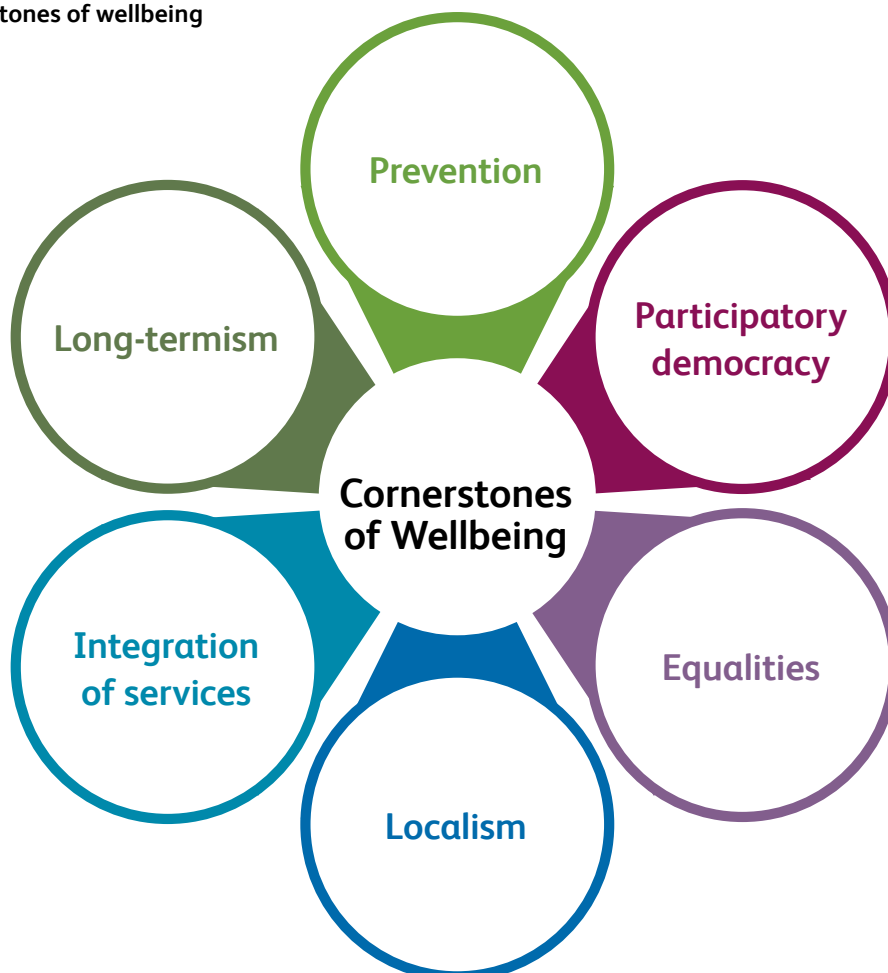 tones of wellbeing
Prevention
Participatory
democracy
Long-termism
Cornerstones
of Wellbeing
Integration
of services
Equalities
Localism